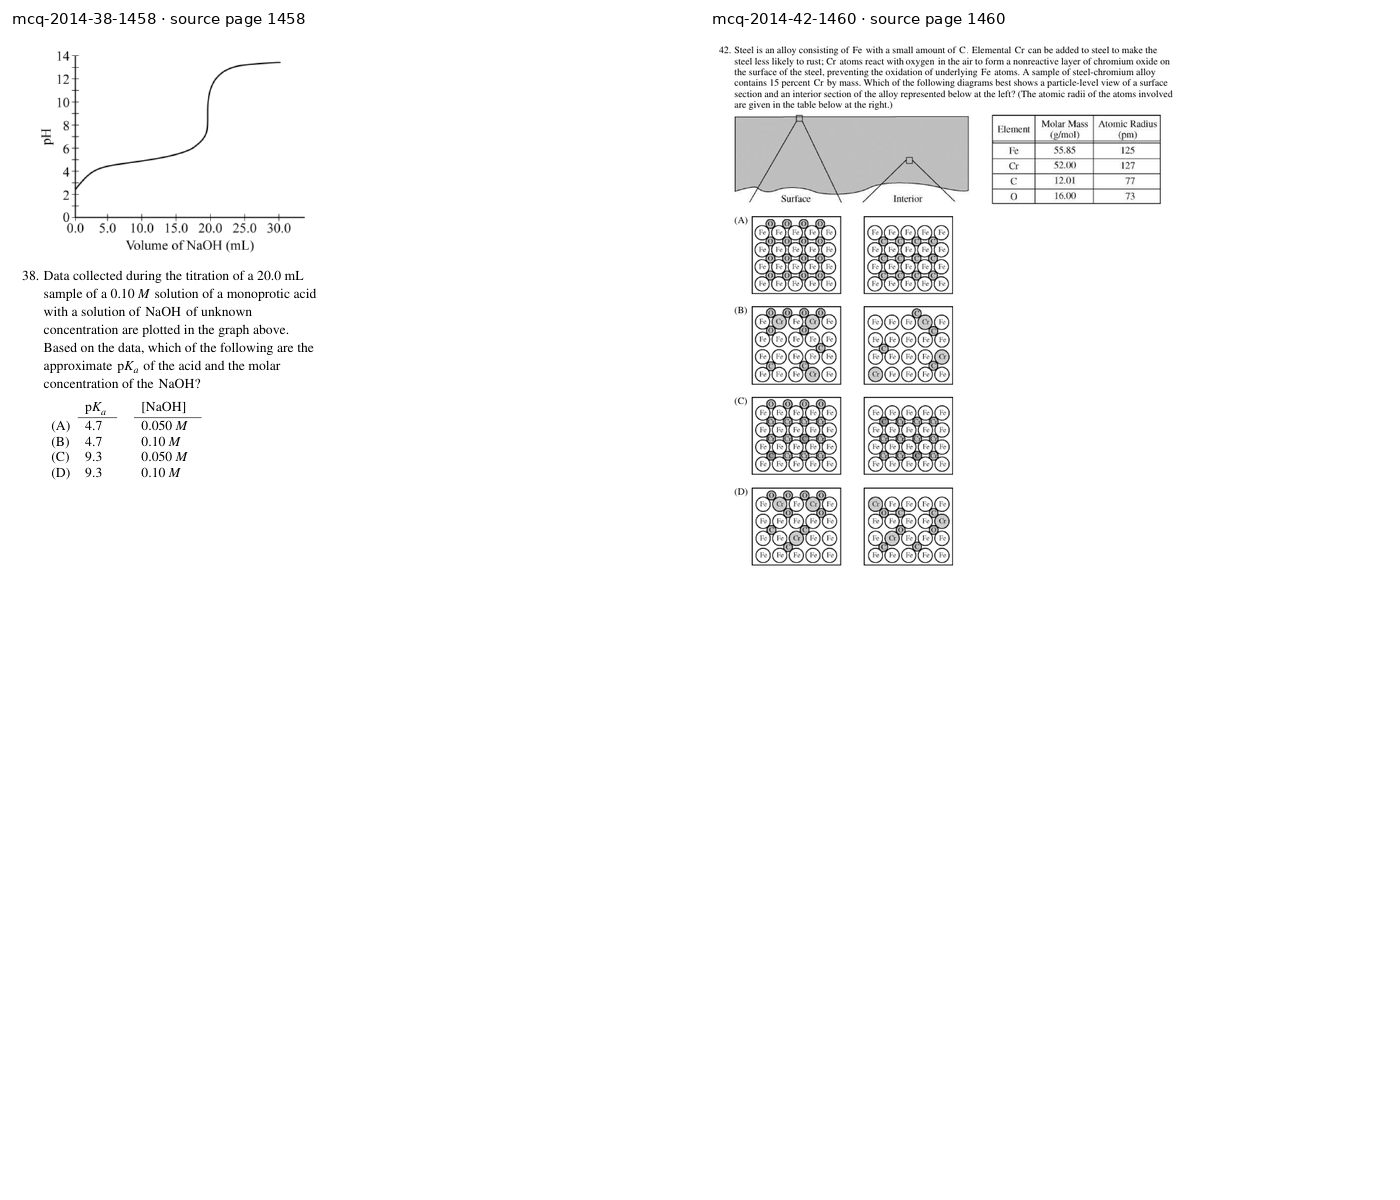 mcq-2014-38-1458 · source page 1458
14
12
10
8
6
4
2
0
pH
0.0 5.0 10.0 15.0 20.0 25.0 30.0
Volume of NaOH (mL)
38. Data collected during the titration of a 20.0 mL
sample of a 0.10 M solution of a monoprotic acid
with a solution of NaOH of unknown
concentration are plotted in the graph above.
Based on the data, which of the following are the
approximate pKa of the acid and the molar
concentration of the NaOH?
pKa [NaOH]
(A) 4.7 0.050 M
(B) 4.7 0.10 M
(C) 9.3 0.050 M
(D) 9.3 0.10 M
mcq-2014-42-1460 · source page 1460
42. Steel is an alloy consisting of Fe with a small amount of C. Elemental Cr can be added to steel to make the
steel less likely to rust; Cr atoms react with oxygen in the air to form a nonreactive layer of chromium oxide on
the surface of the steel, preventing the oxidation of underlying Fe atoms. A sample of steel-chromium alloy
contains 15 percent Cr by mass. Which of the following diagrams best shows a particle-level view of a surface
section and an interior section of the alloy represented below at the left? (The atomic radii of the atoms involved
are given in the table below at the right.)
Surface Interior
Element Molar Mass (g/mol) Atomic Radius (pm)
Fe 55.85 125
Cr 52.00 127
C 12.01 77
O 16.00 73
(A)
(B)
(C)
(D)